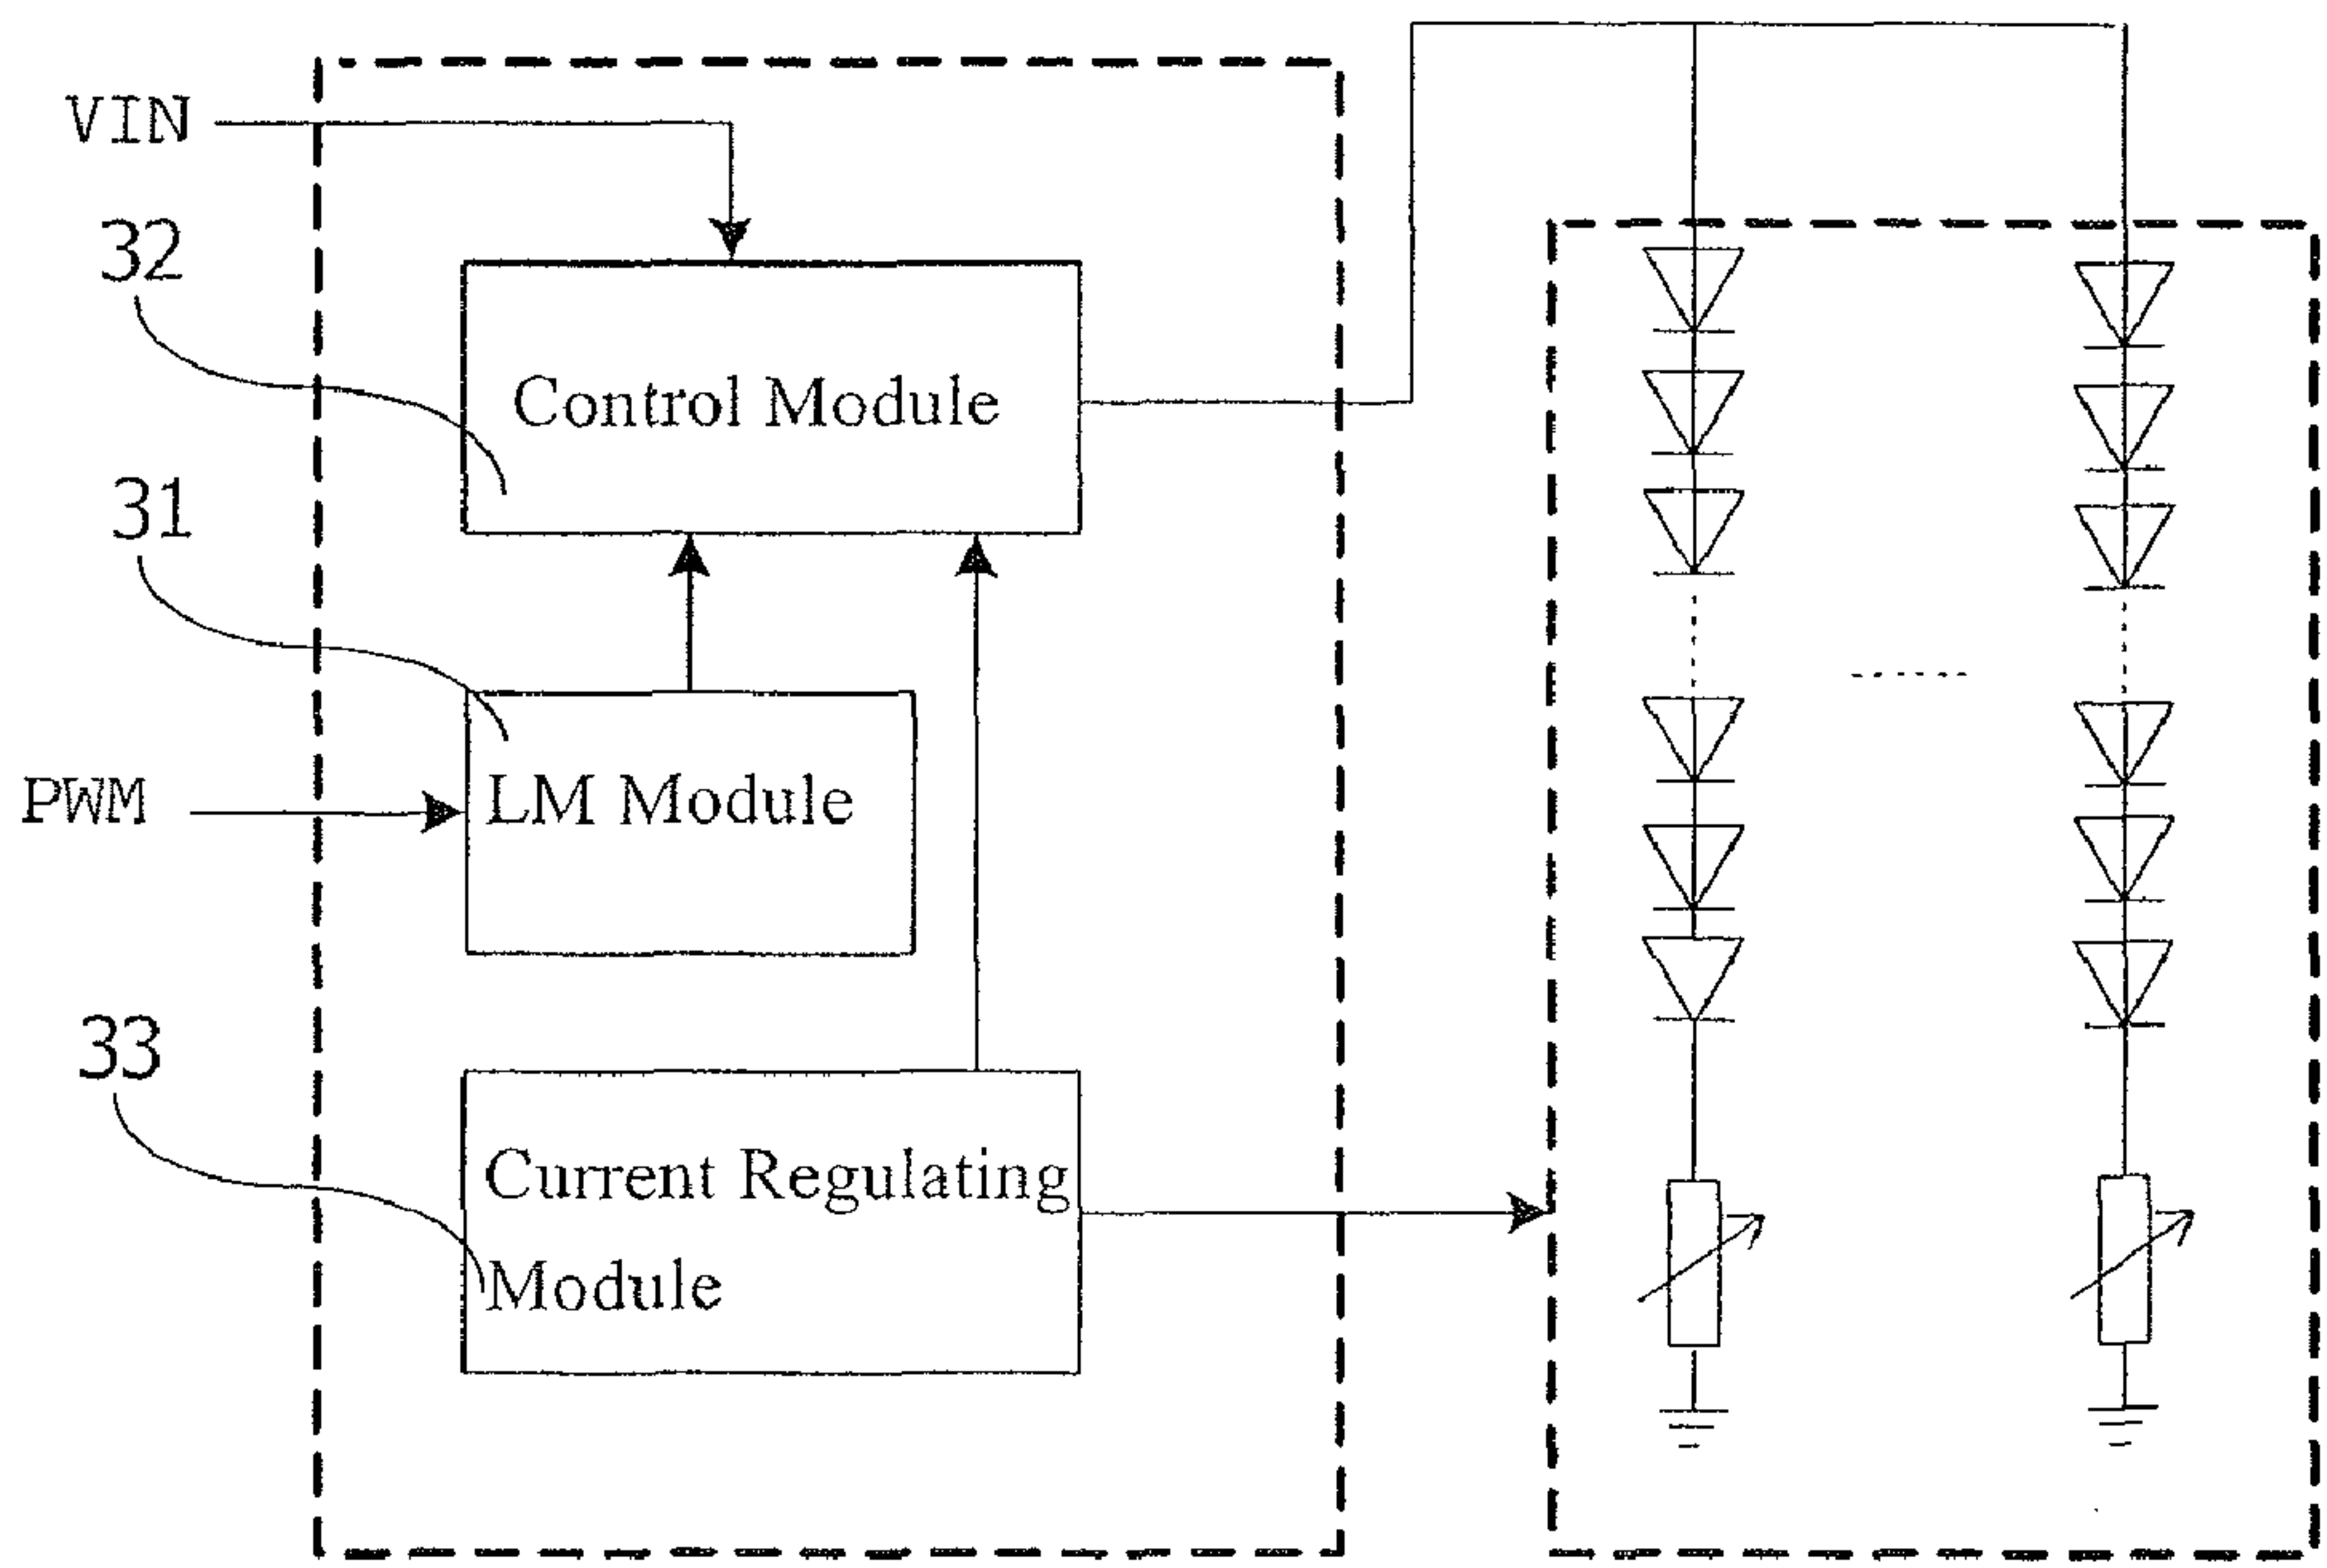 VIN
32
Control Module
31
LM Module
PWM
33
Current Regulating
Module